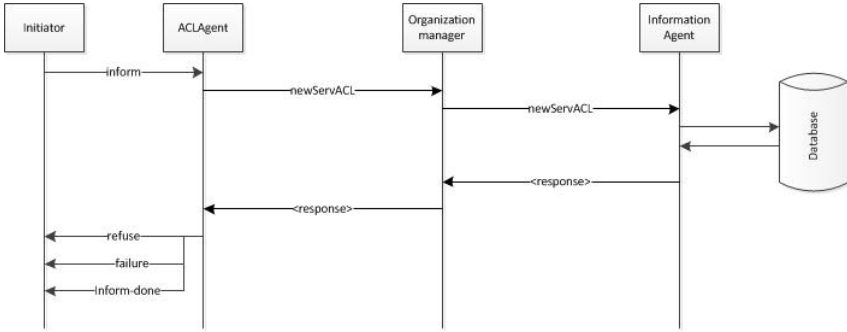 Initiator
ACLAgent
Organization
manager
Information
Agent
inform
newServACL
newServACL
Database
<response>
<response>
refuse
failure
Inform-done